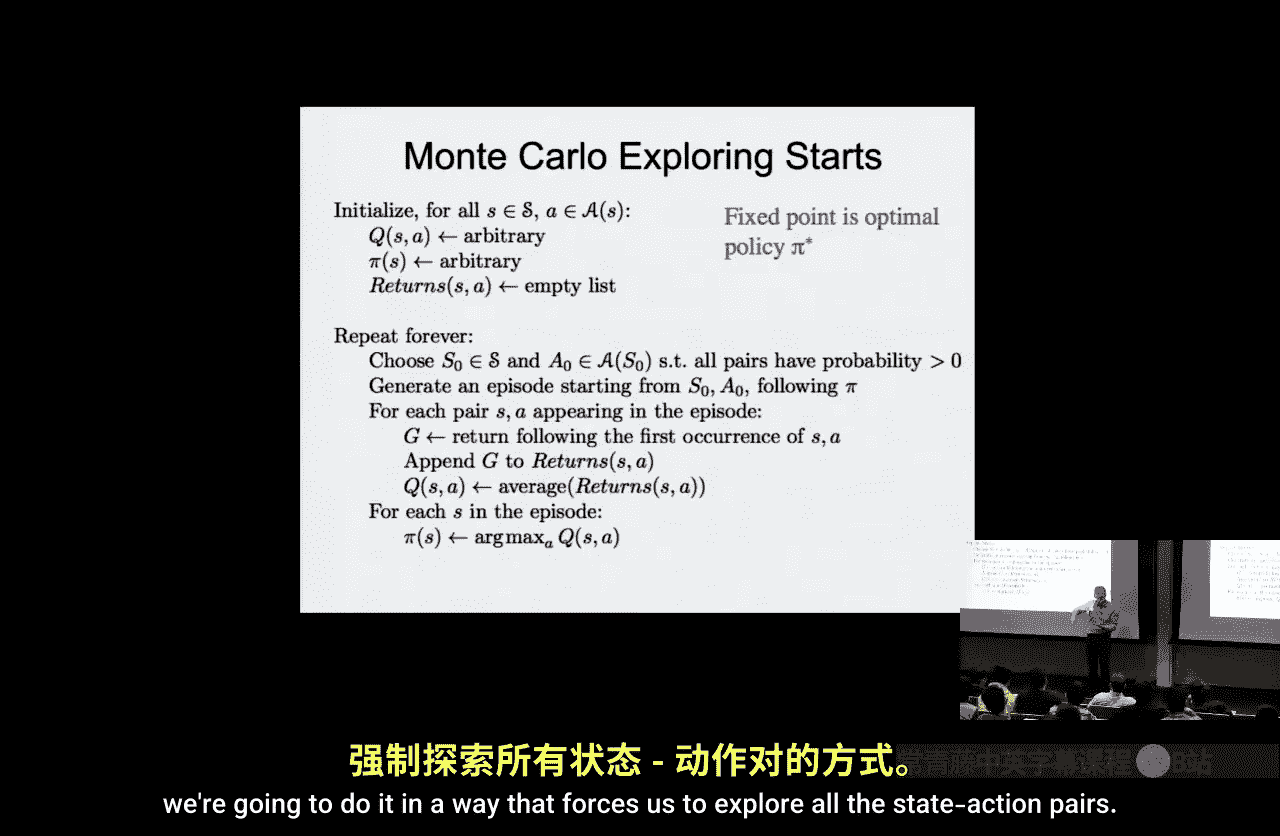 Monte Carlo Exploring Starts
Initialize, for all s ∈ S, a ∈ A(s):
Q(s, a) ← arbitrary
π(s) ← arbitrary
Returns(s, a) ← empty list
Fixed point is optimal
policy π*
Repeat forever:
Choose S₀ ∈ S and A₀ ∈ A(S₀) s.t. all pairs have probability > 0
Generate an episode starting from S₀, A₀, following π
For each pair s, a appearing in the episode:
G ← return following the first occurrence of s, a
Append G to Returns(s, a)
Q(s, a) ← average(Returns(s, a))
For each s in the episode:
π(s) ← arg maxₐ Q(s, a)
强制探索所有状态 - 动作对的方式。
we're going to do it in a way that forces us to explore all the state-action pairs.